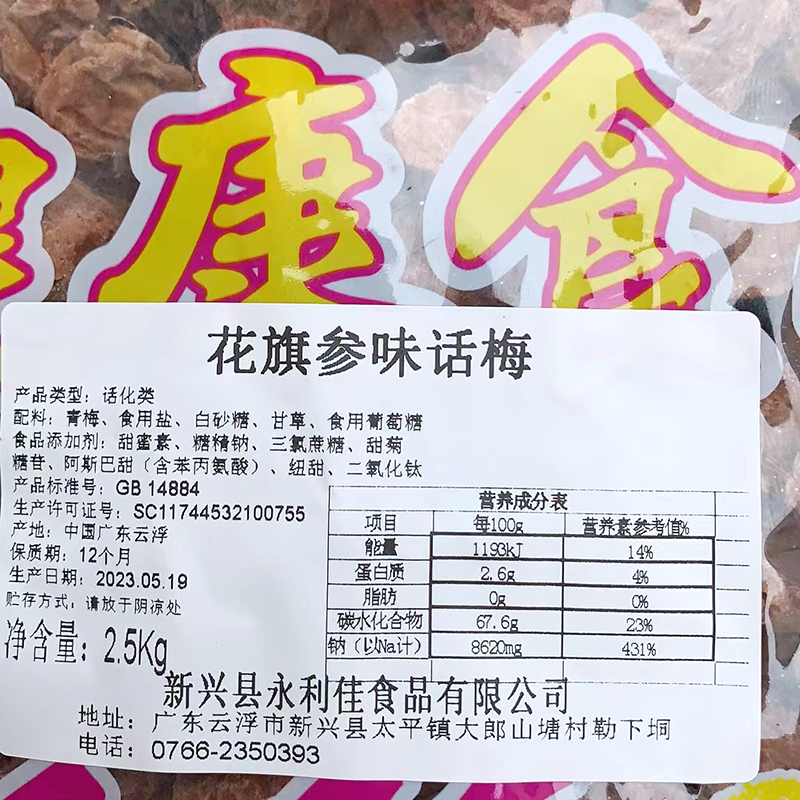 康食
花旗参味话梅
产品类型：话化类
配料：青梅、食用盐、白砂糖、甘草、食用葡萄糖
食品添加剂：甜蜜素、糖精钠、三氯蔗糖、甜菊
糖苷、阿斯巴甜（含苯丙氨酸）、纽甜、二氧化钛
产品标准号：GB 14884
生产许可证号：SC11744532100755
产地：中国广东云浮
保质期：12个月
生产日期：2023.05.19
贮存方式：请放于阴凉处
净含量：2.5Kg
营养成分表
项目 每100g 营养素参考值%
能量 1193kJ 14%
蛋白质 2.6g 4%
脂肪 0g 0%
碳水化合物 67.6g 23%
钠（以Na计） 8620mg 431%
新兴县永利佳食品有限公司
地址：广东云浮市新兴县太平镇大郎山塘村勒下垌
电话：0766-2350393